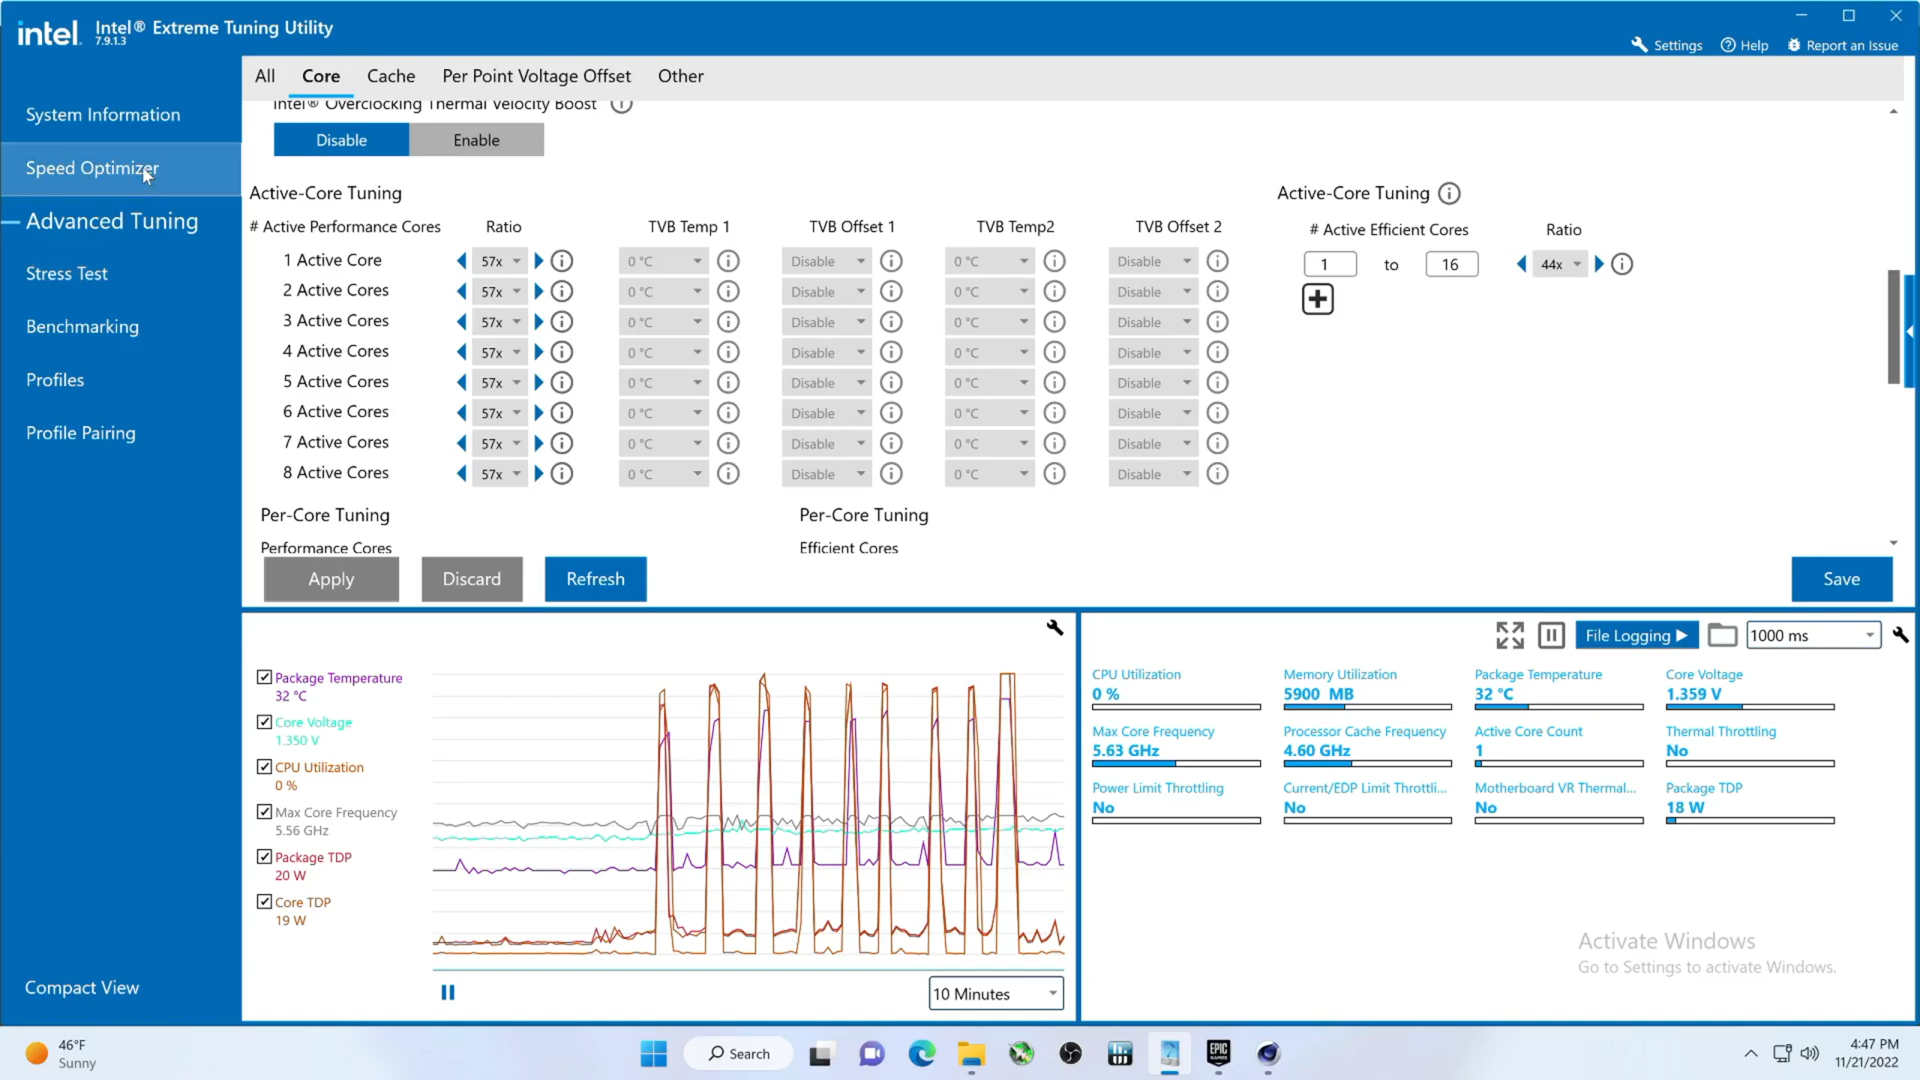 intel.
Intel® Extreme Tuning Utility
7.9.1.3
Settings
Help
Report an Issue
All
Core
Cache
Per Point Voltage Offset
Other
System Information
Speed Optimizer
Advanced Tuning
Stress Test
Benchmarking
Profiles
Profile Pairing
Compact View
Intel® Overclocking Thermal Velocity Boost
Disable
Enable
Active-Core Tuning
# Active Performance Cores
Ratio
TVB Temp 1
TVB Offset 1
TVB Temp2
TVB Offset 2
1 Active Core 57x 0 °C Disable 0 °C Disable
2 Active Cores 57x 0 °C Disable 0 °C Disable
3 Active Cores 57x 0 °C Disable 0 °C Disable
4 Active Cores 57x 0 °C Disable 0 °C Disable
5 Active Cores 57x 0 °C Disable 0 °C Disable
6 Active Cores 57x 0 °C Disable 0 °C Disable
7 Active Cores 57x 0 °C Disable 0 °C Disable
8 Active Cores 57x 0 °C Disable 0 °C Disable
Active-Core Tuning
# Active Efficient Cores
Ratio
1 to 16 44x
Per-Core Tuning
Performance Cores
Per-Core Tuning
Efficient Cores
Apply
Discard
Refresh
Save
Package Temperature
32 °C
Core Voltage
1.350 V
CPU Utilization
0 %
Max Core Frequency
5.56 GHz
Package TDP
20 W
Core TDP
19 W
10 Minutes
File Logging
1000 ms
CPU Utilization
0 %
Memory Utilization
5900 MB
Package Temperature
32 °C
Core Voltage
1.359 V
Max Core Frequency
5.63 GHz
Processor Cache Frequency
4.60 GHz
Active Core Count
1
Thermal Throttling
No
Power Limit Throttling
No
Current/EDP Limit Throttli...
No
Motherboard VR Thermal...
No
Package TDP
18 W
Activate Windows
Go to Settings to activate Windows.
46°F
Sunny
Search
EPIC
GAMES
4:47 PM
11/21/2022